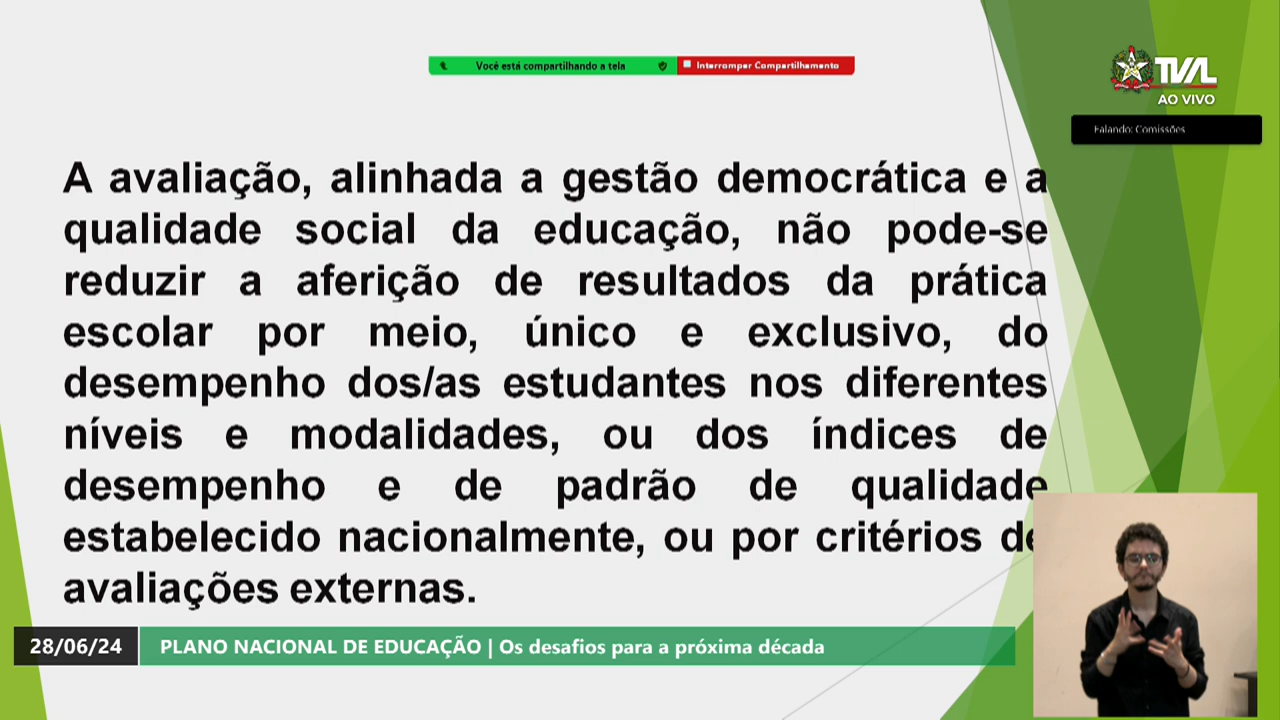 Você está compartilhando a tela
Interromper Compartilhamento
TVAL
AO VIVO
Falando: Comissões
A avaliação, alinhada a gestão democrática e a
qualidade social da educação, não pode-se
reduzir a aferição de resultados da prática
escolar por meio, único e exclusivo, do
desempenho dos/as estudantes nos diferentes
níveis e modalidades, ou dos índices de
desempenho e de padrão de qualidade
estabelecido nacionalmente, ou por critérios de
avaliações externas.
28/06/24
PLANO NACIONAL DE EDUCAÇÃO | Os desafios para a próxima década